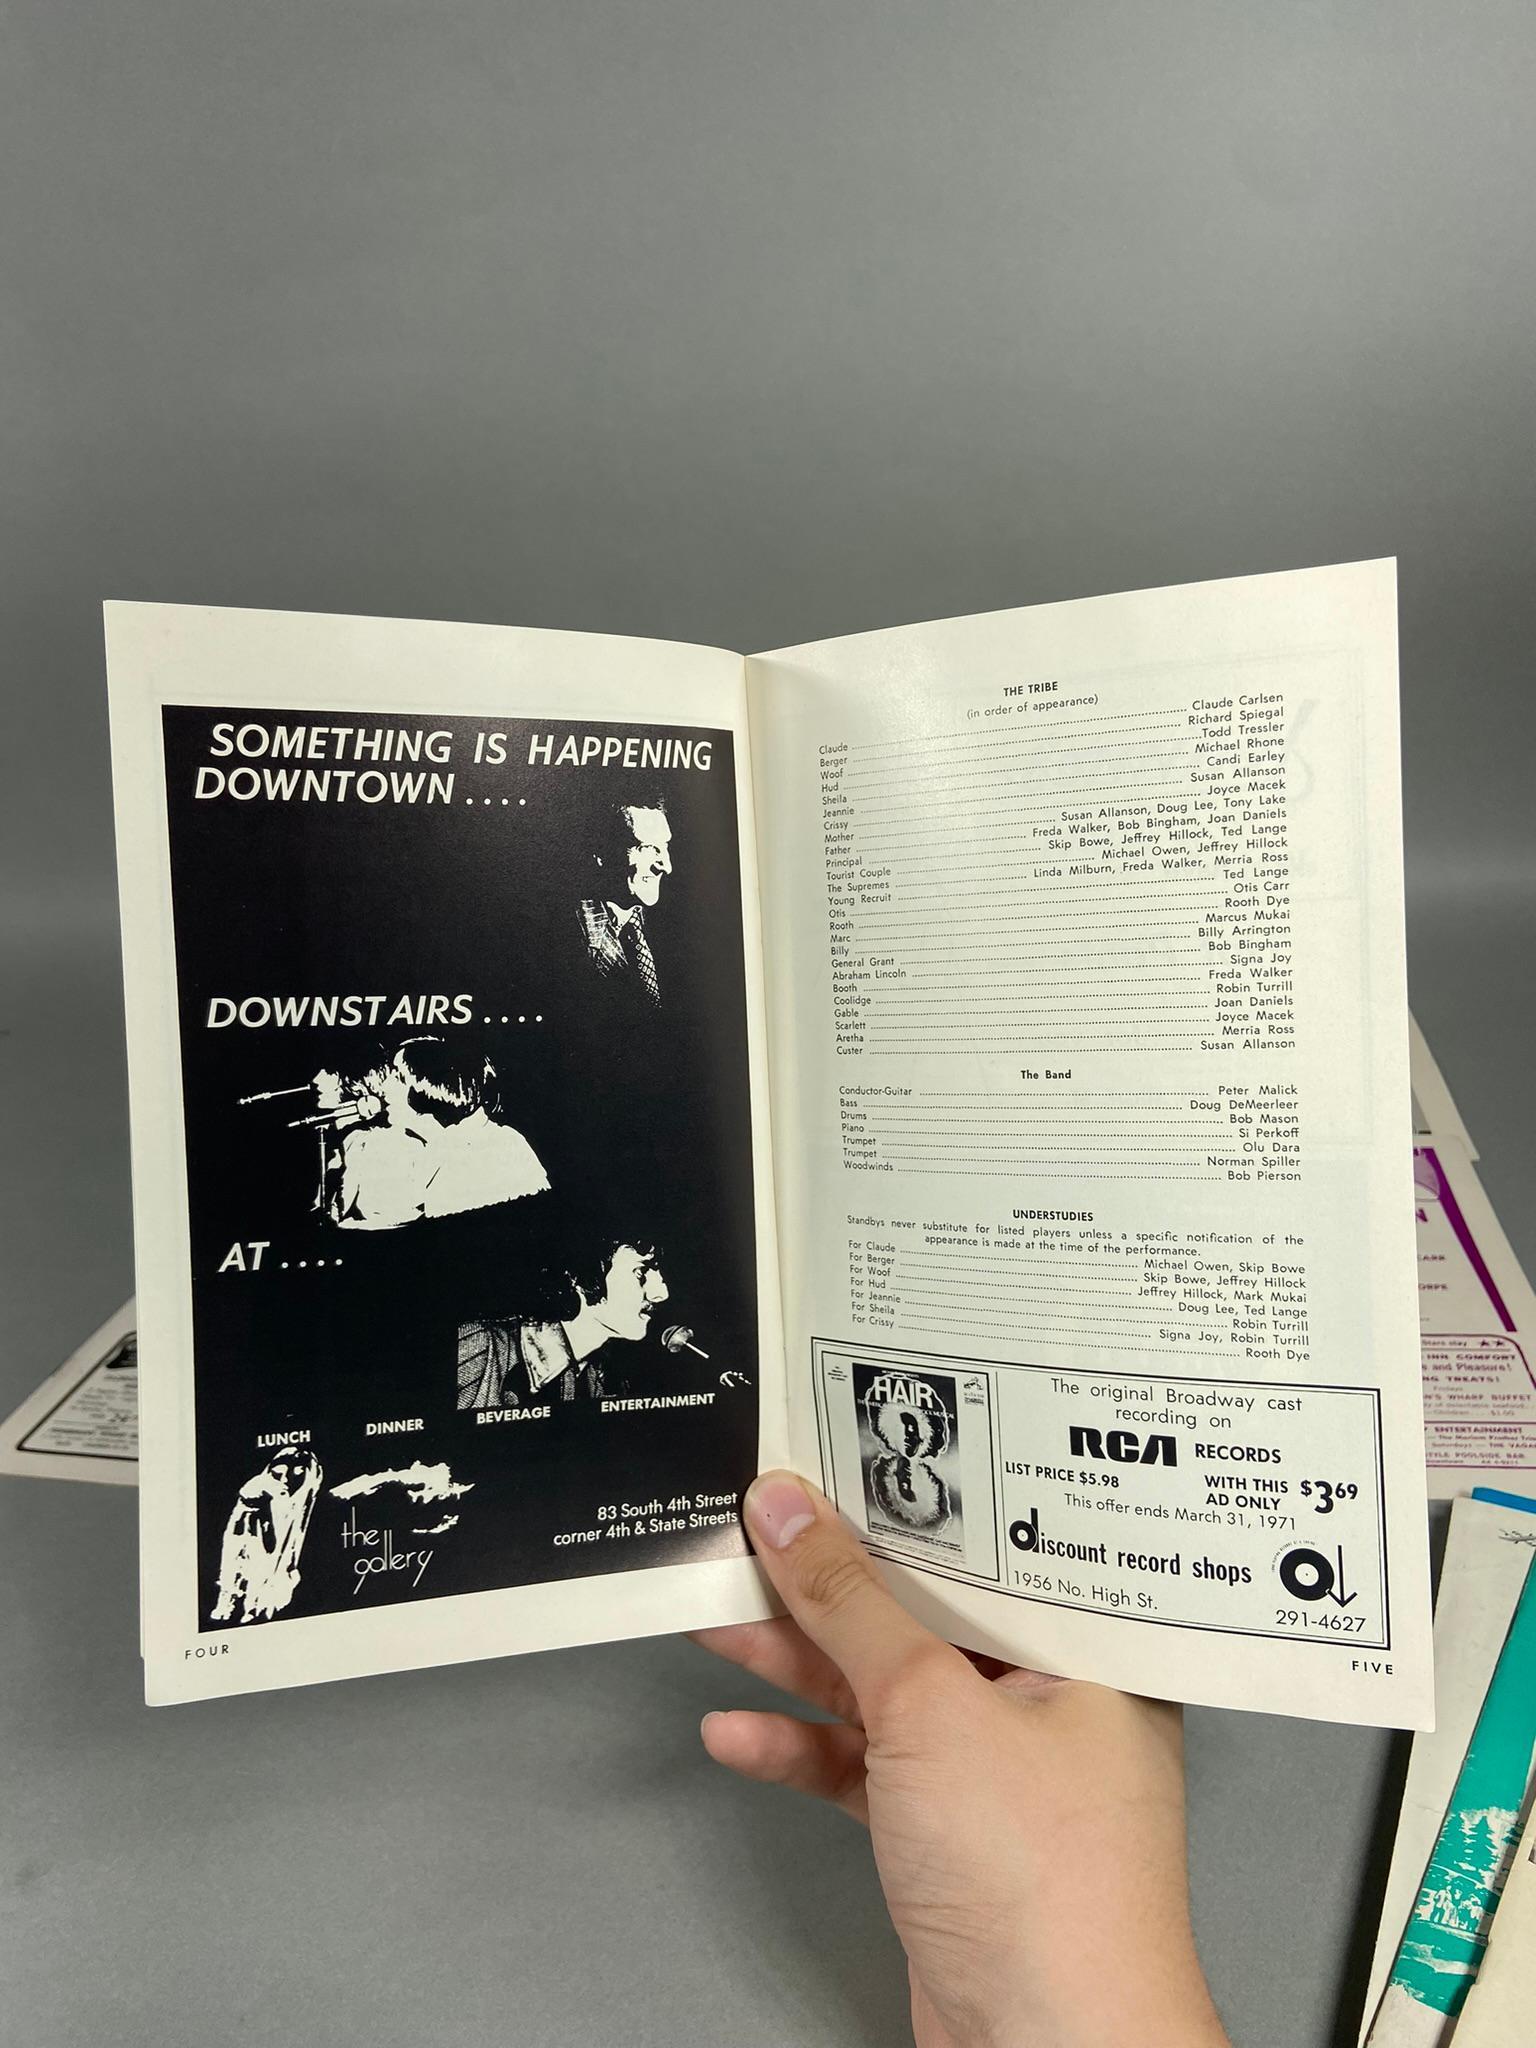 SOMETHING IS HAPPENING
DOWNTOWN ....
DOWNSTAIRS ....
AT ....
LUNCH DINNER BEVERAGE ENTERTAINMENT
the
gallery
83 South 4th Street
corner 4th & State Streets
FOUR
THE TRIBE
(in order of appearance)
Claude ........ Claude Carlsen
Berger ........ Richard Spiegal
Woof ........ Todd Tressler
Hud ........ Michael Rhone
Sheila ........ Candi Earley
Jeannie ........ Susan Allanson
Crissy ........ Joyce Macek
Mother ........ Susan Allanson, Doug Lee, Tony Lake
Father ........ Freda Walker, Bob Bingham, Joan Daniels
Principal ........ Skip Bowe, Jeffrey Hillock, Ted Lange
Tourist Couple ........ Michael Owen, Jeffrey Hillock
The Supremes ........ Linda Milburn, Freda Walker, Merria Ross
Young Recruit ........ Ted Lange
Otis ........ Otis Carr
Rooth ........ Rooth Dye
Marc ........ Marcus Mukai
Billy ........ Billy Arrington
General Grant ........ Bob Bingham
Abraham Lincoln ........ Signa Joy
Booth ........ Freda Walker
Coolidge ........ Robin Turrill
Gable ........ Joan Daniels
Scarlett ........ Joyce Macek
Aretha ........ Merria Ross
Custer ........ Susan Allanson
The Band
Conductor-Guitar ........ Peter Malick
Bass ........ Doug DeMeerleer
Drums ........ Bob Mason
Piano ........ Si Perkoff
Trumpet ........ Olu Dara
Trumpet ........ Norman Spiller
Woodwinds ........ Bob Pierson
UNDERSTUDIES
Standbys never substitute for listed players unless a specific notification of the
appearance is made at the time of the performance.
For Claude ........ Michael Owen, Skip Bowe
For Berger ........ Skip Bowe, Jeffrey Hillock
For Woof ........ Jeffrey Hillock, Mark Mukai
For Hud ........ Doug Lee, Ted Lange
For Jeannie ........ Robin Turrill
For Sheila ........ Signa Joy, Robin Turrill
For Crissy ........ Rooth Dye
HAIR
The original Broadway cast
recording on
RCA RECORDS
LIST PRICE $5.98
WITH THIS
AD ONLY $3.69
This offer ends March 31, 1971
discount record shops
1956 No. High St.
291-4627
FIVE
INN COMFORT
and Pleasure!
TREATS!
Fridays
WHARF BUFFET
ENTERTAINMENT
POOLSIDE BAR